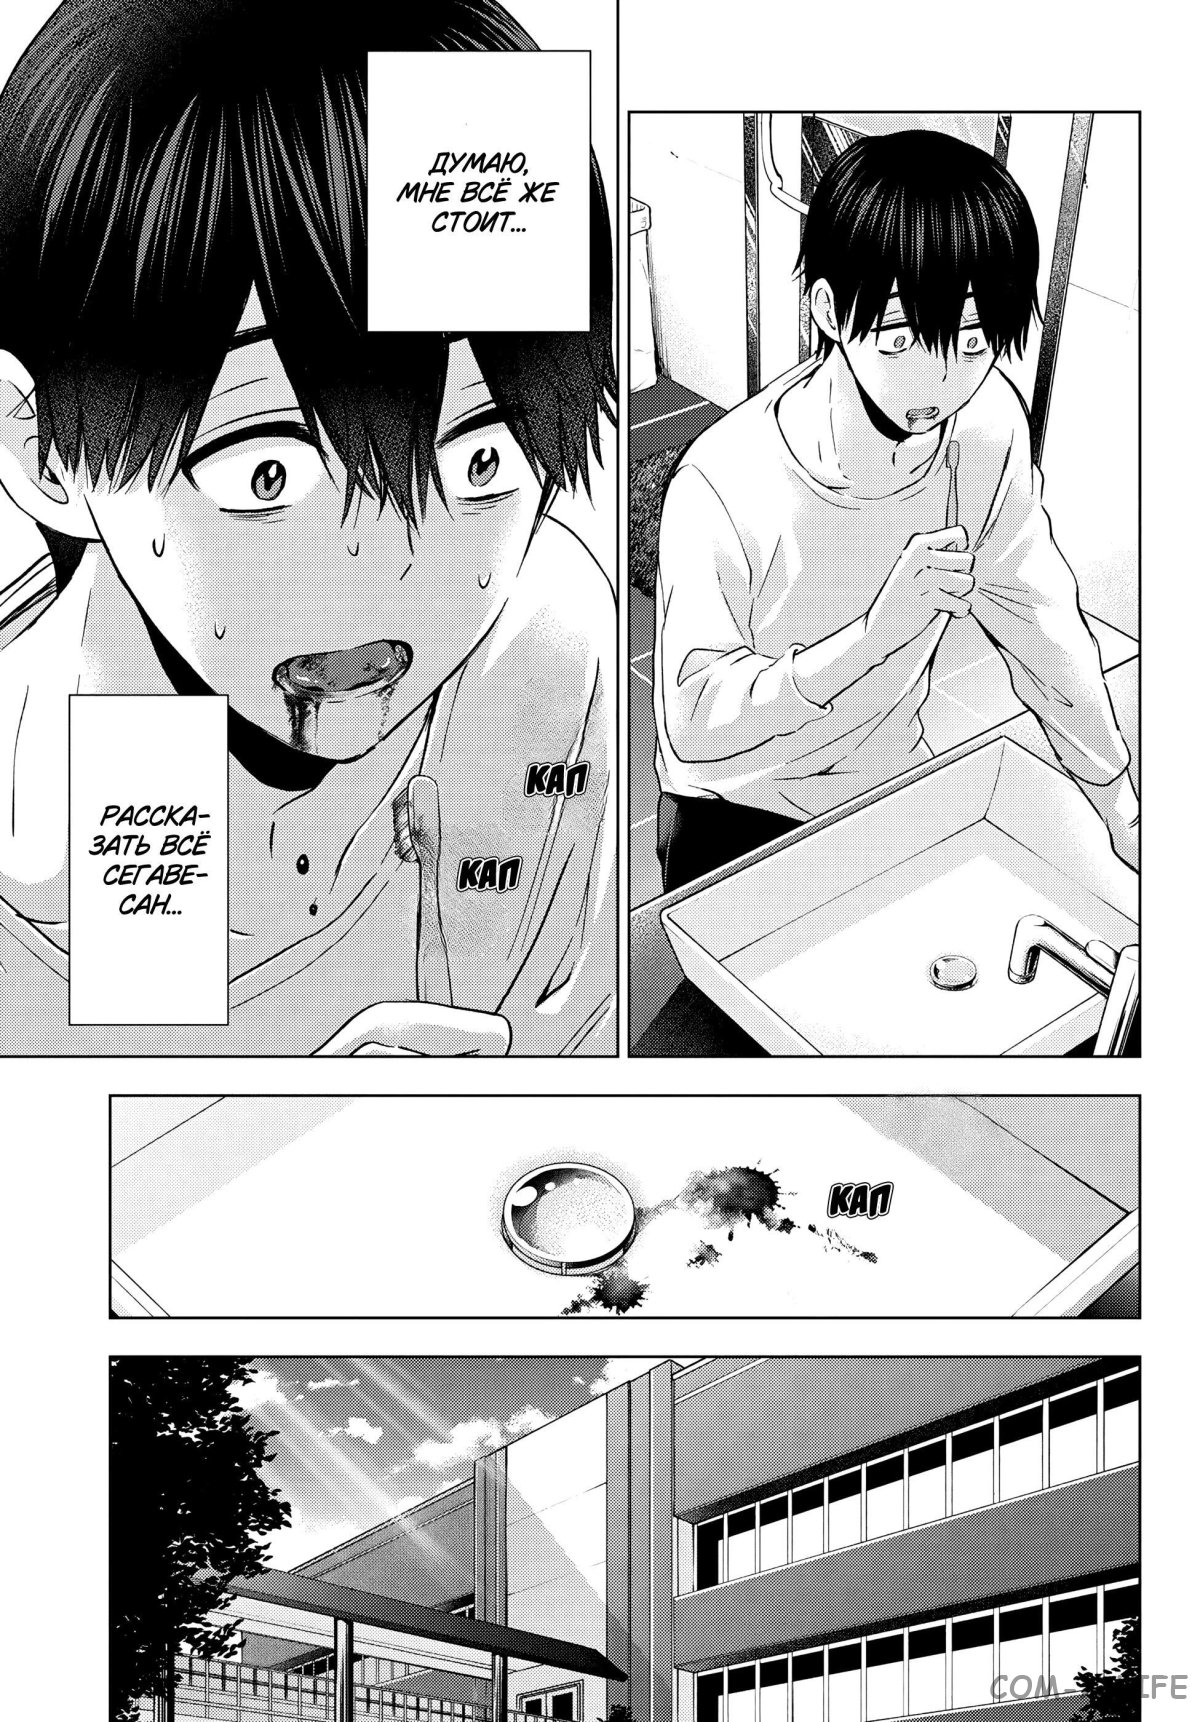 ДУМАЮ,
МНЕ ВСЁ ЖЕ
СТОИТ...
РАССКА-
ЗАТЬ ВСЁ
СЕГАВЕ-
САН...
КАП
КАП
КАП